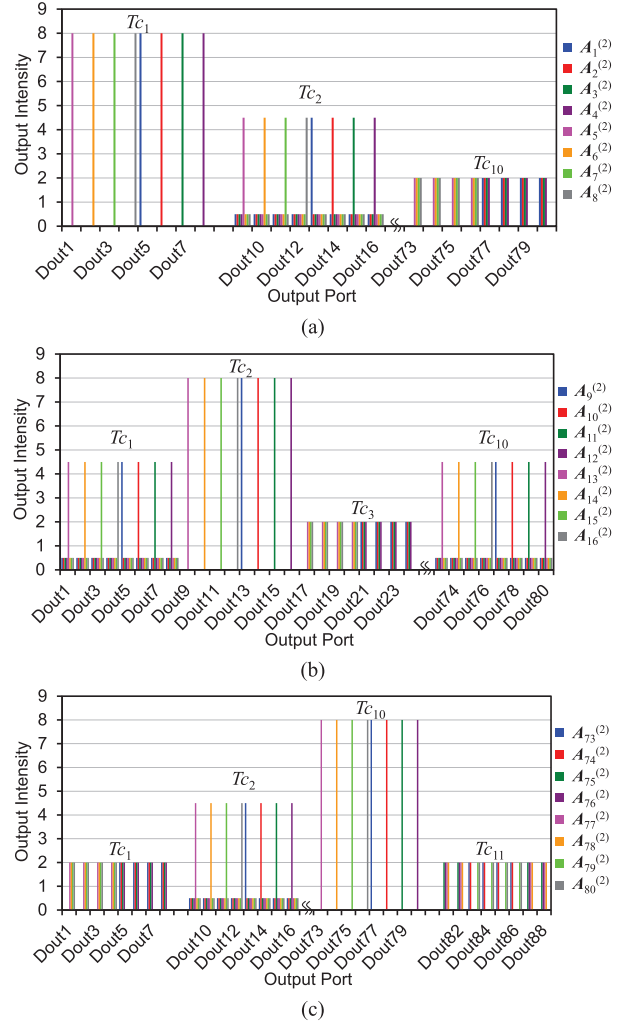 9
8
7
6
5
4
3
2
1
0
Output Intensity
Tc₁
Tc₂
Tc₁₀
Dout1
Dout3
Dout5
Dout7
Dout10
Dout12
Dout14
Dout16
Dout73
Dout75
Dout77
Dout79
Output Port
A₁⁽²⁾
A₂⁽²⁾
A₃⁽²⁾
A₄⁽²⁾
A₅⁽²⁾
A₆⁽²⁾
A₇⁽²⁾
A₈⁽²⁾
(a)
9
8
7
6
5
4
3
2
1
0
Output Intensity
Tc₁
Tc₂
Tc₃
Tc₁₀
Dout1
Dout3
Dout5
Dout7
Dout9
Dout11
Dout13
Dout15
Dout17
Dout19
Dout21
Dout23
Dout74
Dout76
Dout78
Dout80
Output Port
A₉⁽²⁾
A₁₀⁽²⁾
A₁₁⁽²⁾
A₁₂⁽²⁾
A₁₃⁽²⁾
A₁₄⁽²⁾
A₁₅⁽²⁾
A₁₆⁽²⁾
(b)
9
8
7
6
5
4
3
2
1
0
Output Intensity
Tc₁
Tc₂
Tc₁₀
Tc₁₁
Dout1
Dout3
Dout5
Dout7
Dout10
Dout12
Dout14
Dout16
Dout73
Dout75
Dout77
Dout79
Dout82
Dout84
Dout86
Dout88
Output Port
A₇₃⁽²⁾
A₇₄⁽²⁾
A₇₅⁽²⁾
A₇₆⁽²⁾
A₇₇⁽²⁾
A₇₈⁽²⁾
A₇₉⁽²⁾
A₈₀⁽²⁾
(c)